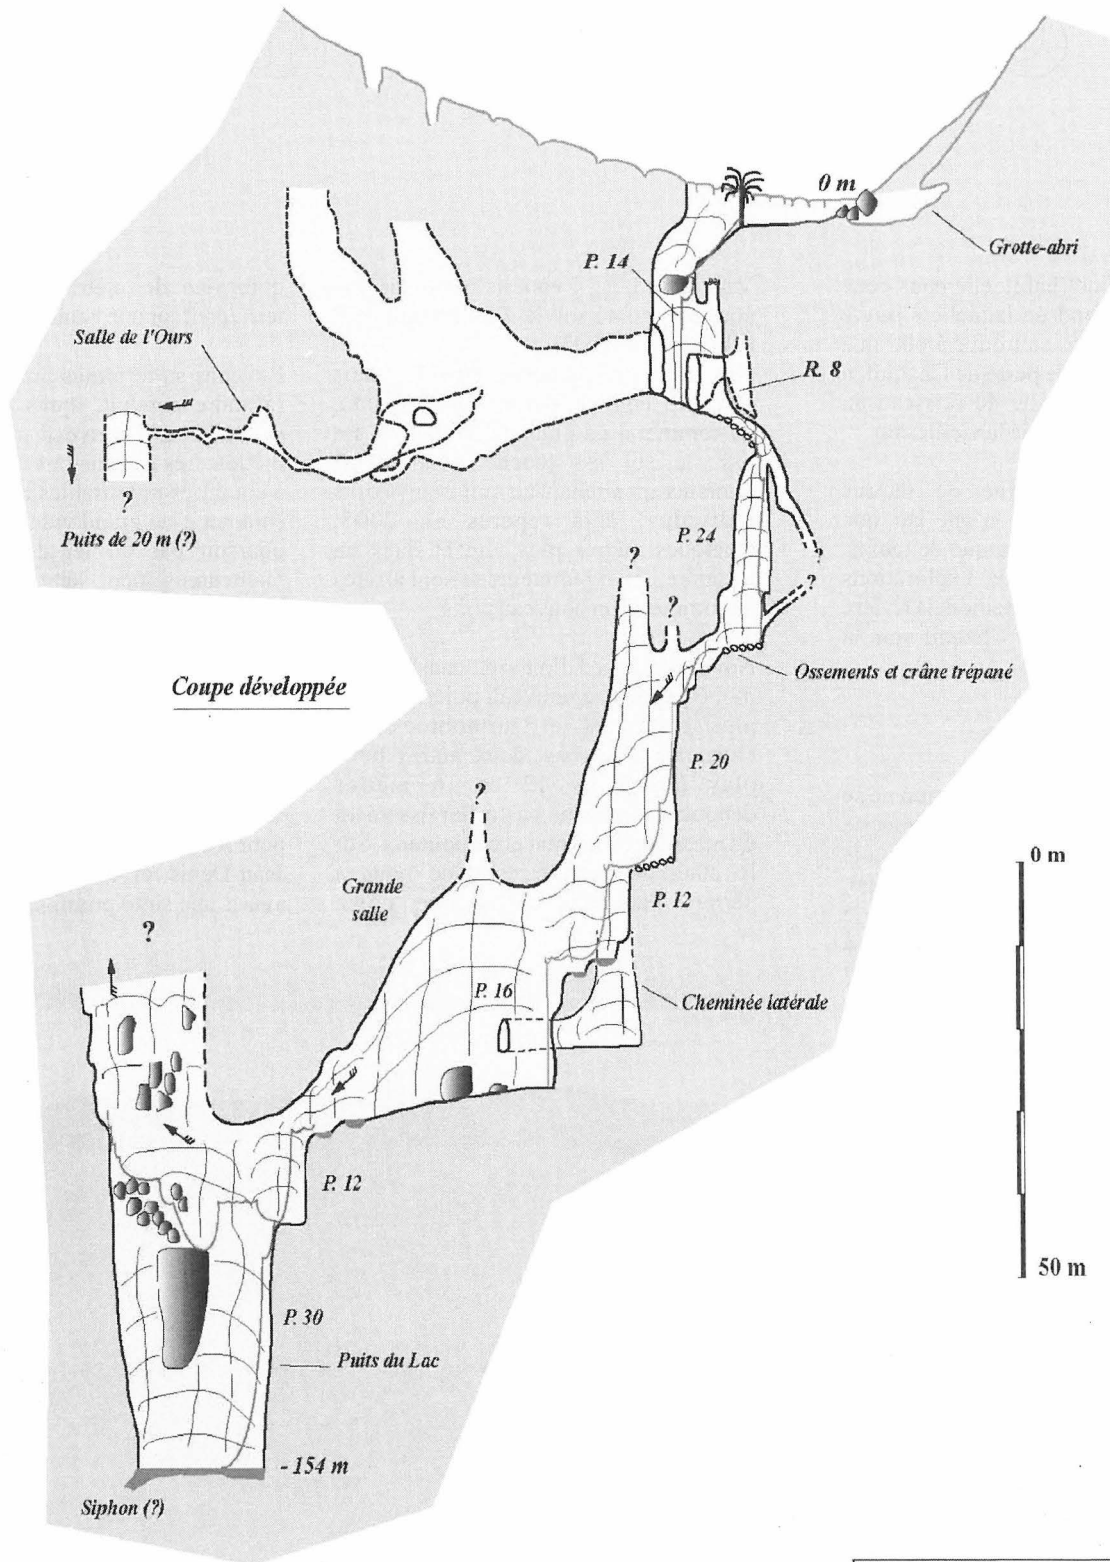 0 m
Grotte-abri
P. 14
Salle de l'Ours
R. 8
?
Puits de 20 m (?)
P. 24
?
?
?
?
Ossements et crâne trépané
Coupe développée
P. 20
?
0 m
Grande
salle
P. 12
?
P. 16
Cheminée latérale
P. 12
50 m
P. 30
Puits du Lac
- 154 m
Siphon (?)